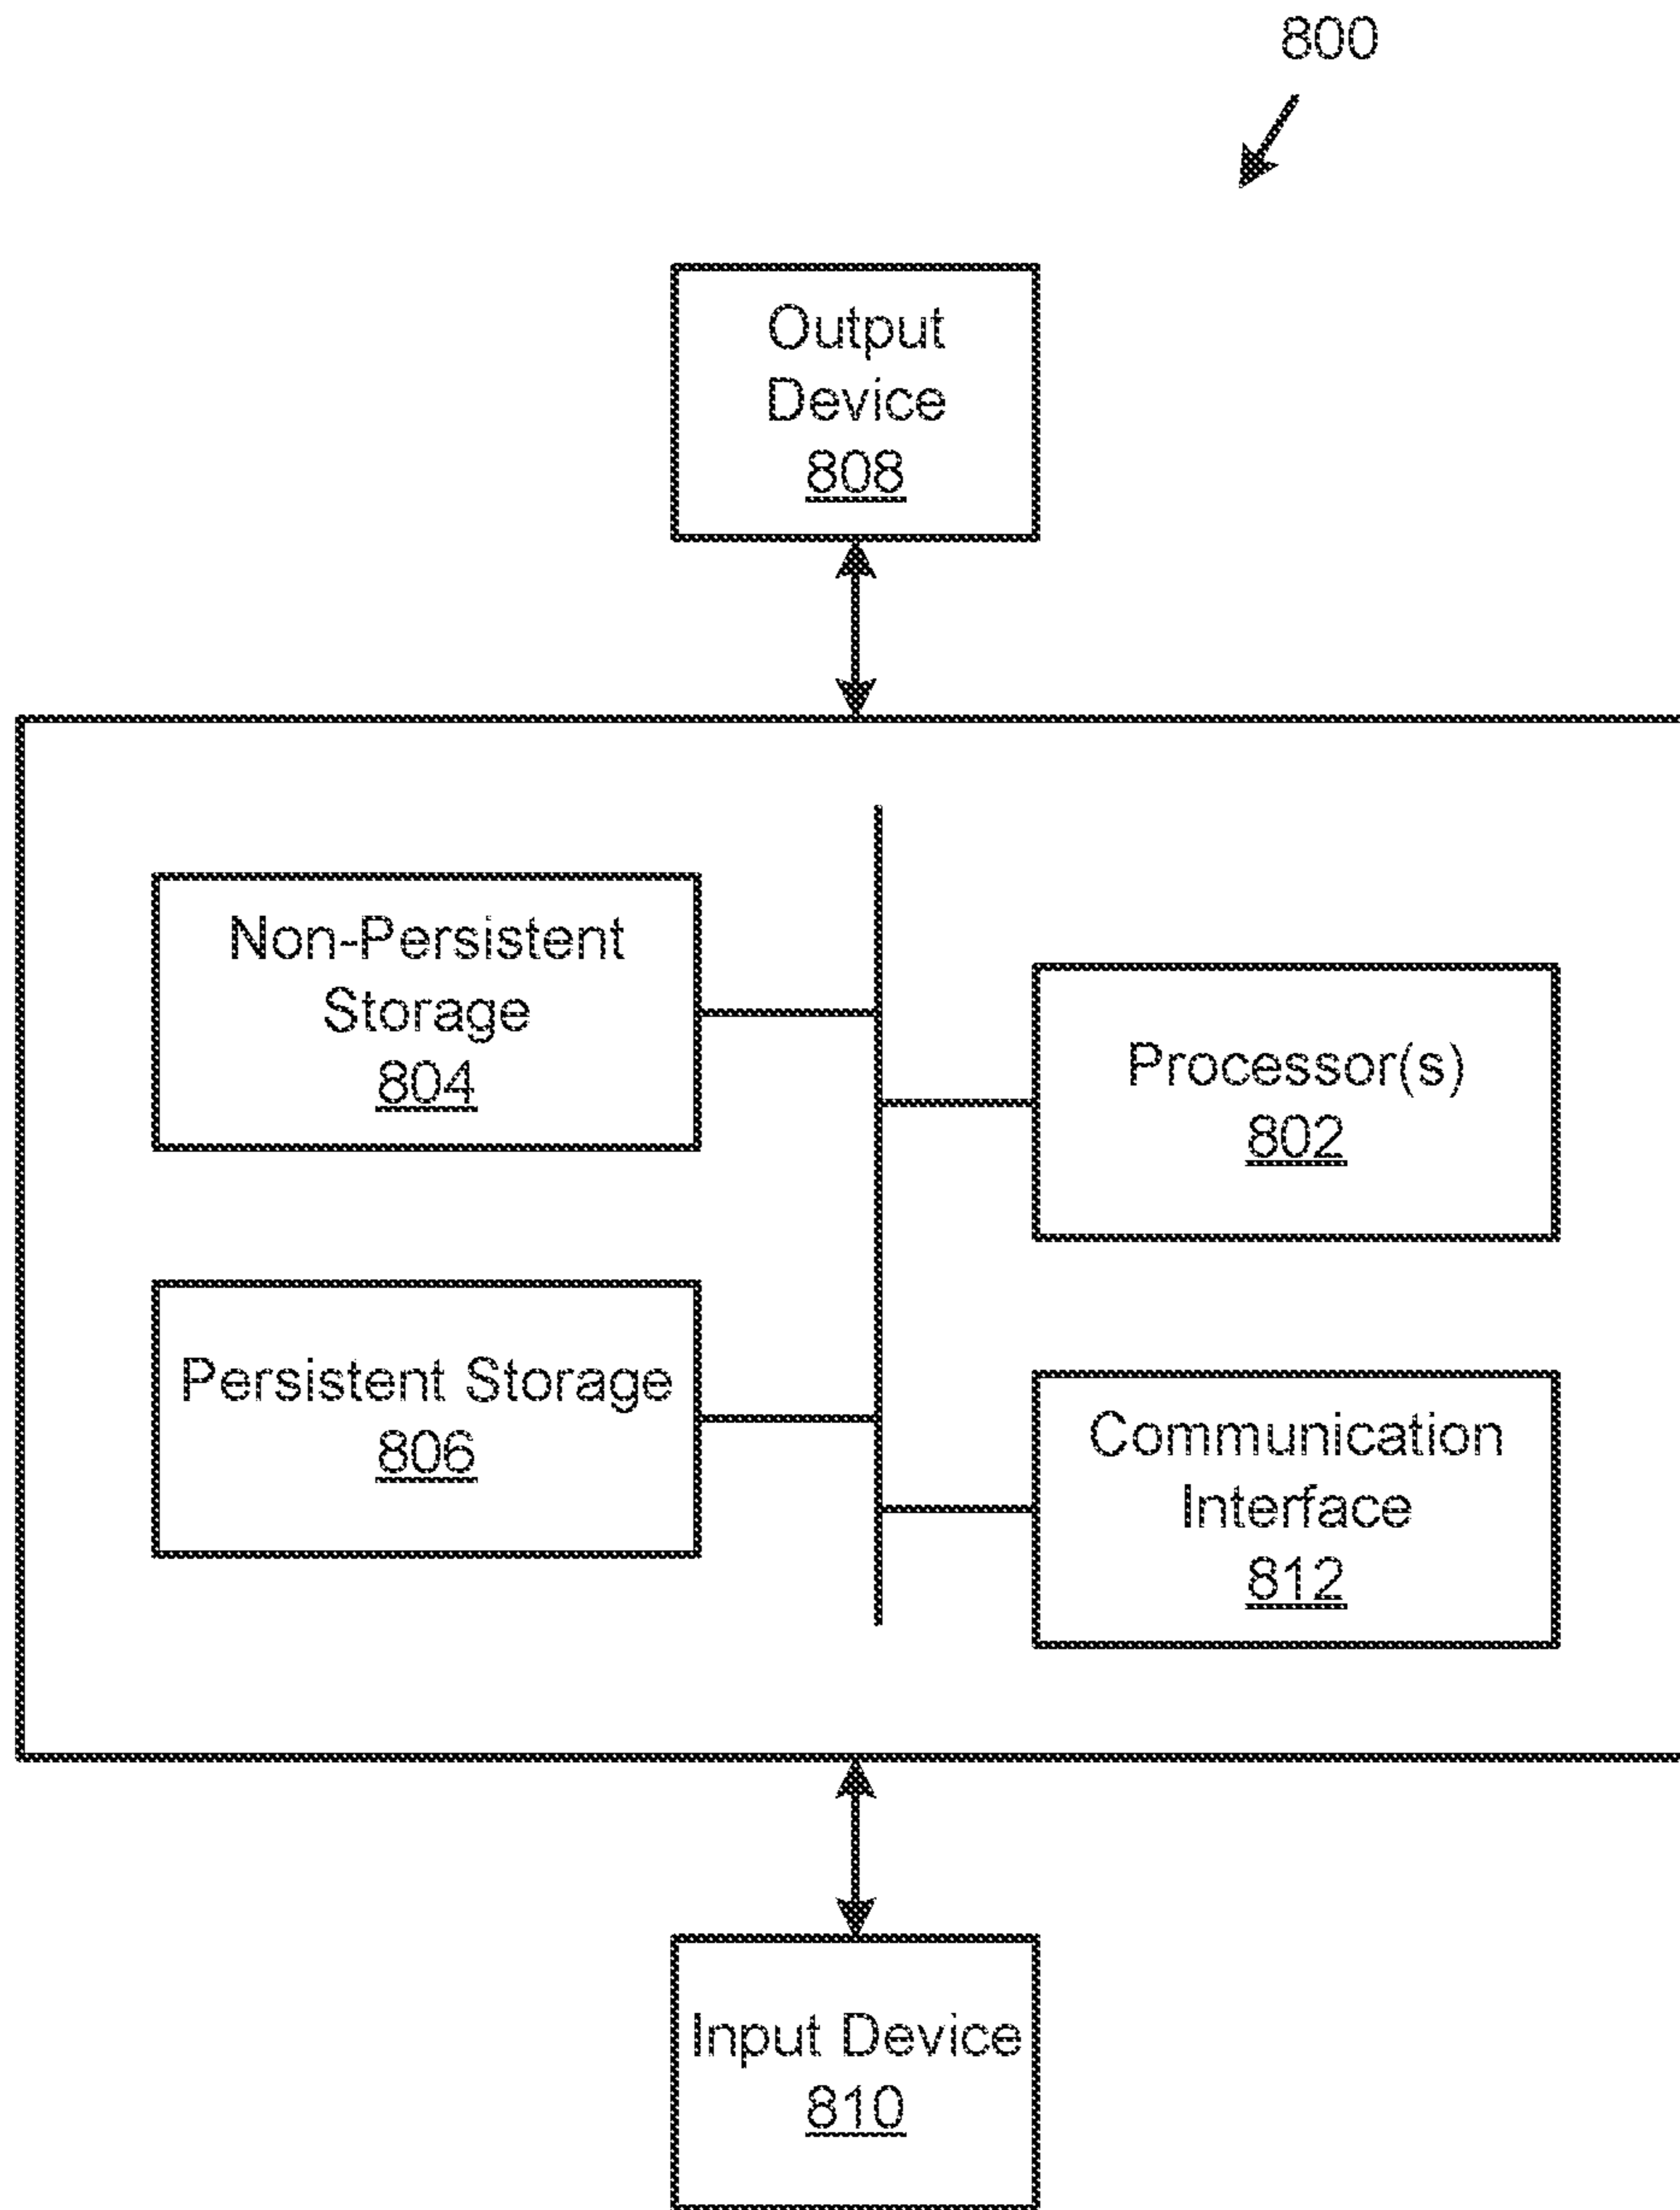 800
Output
Device
808
Non-Persistent
Storage
804
Processor(s)
802
Persistent Storage
806
Communication
Interface
812
Input Device
810